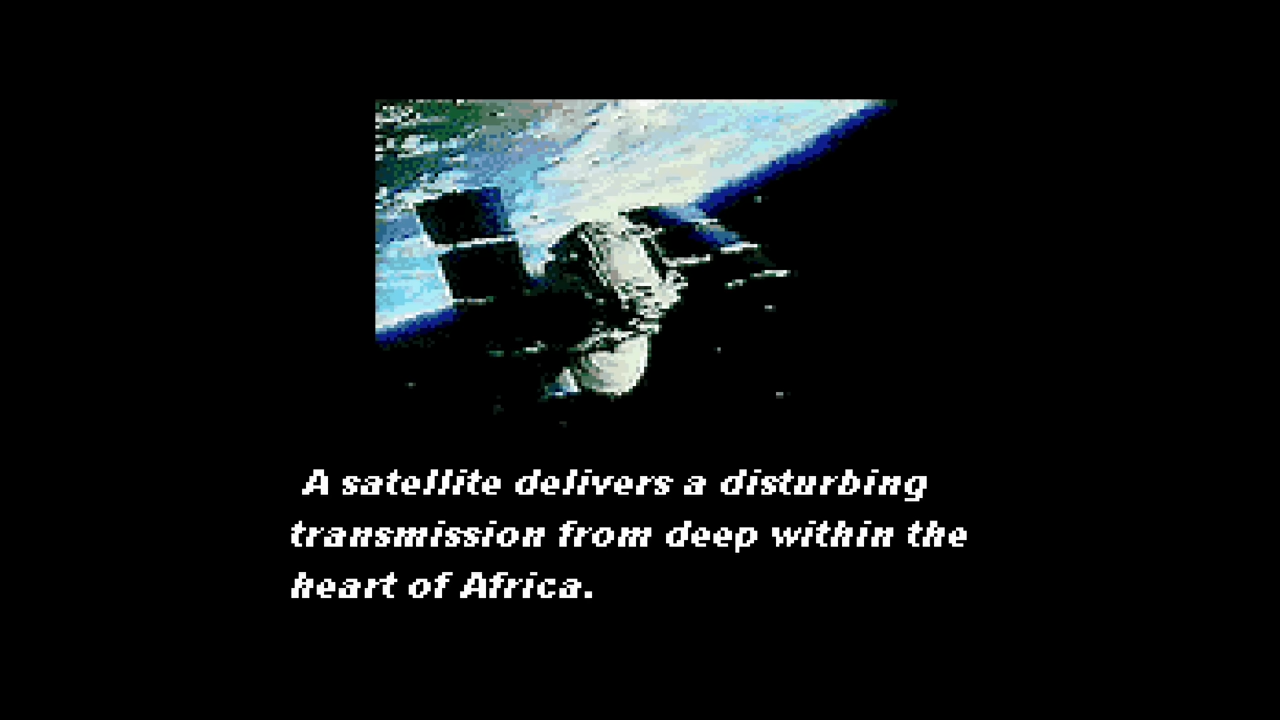 A satellite delivers a disturbing
transmission from deep within the
heart of Africa.